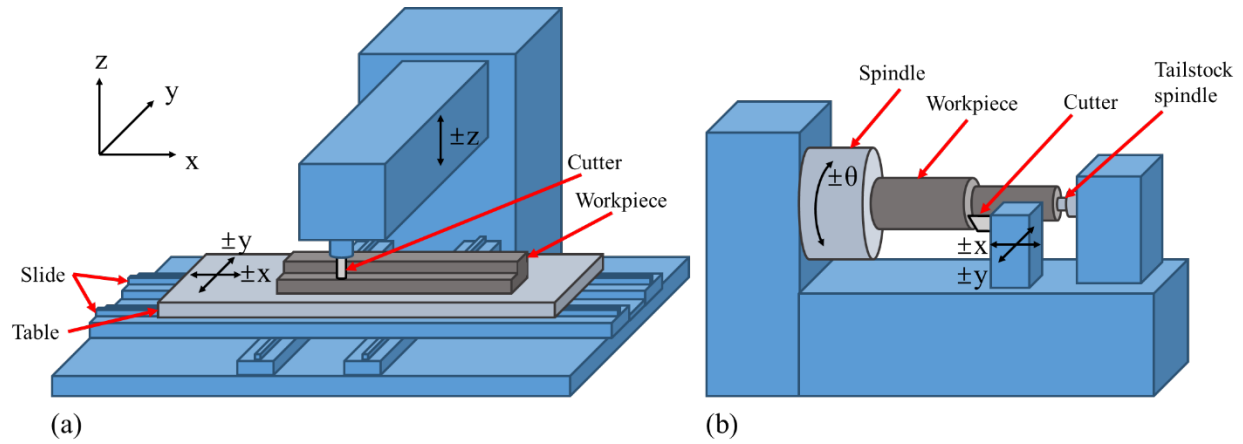 z
y
x
±z
Cutter
Workpiece
±y
±x
Slide
Table
(a)
Spindle
Workpiece
Cutter
Tailstock
spindle
±θ
±x
±y
(b)